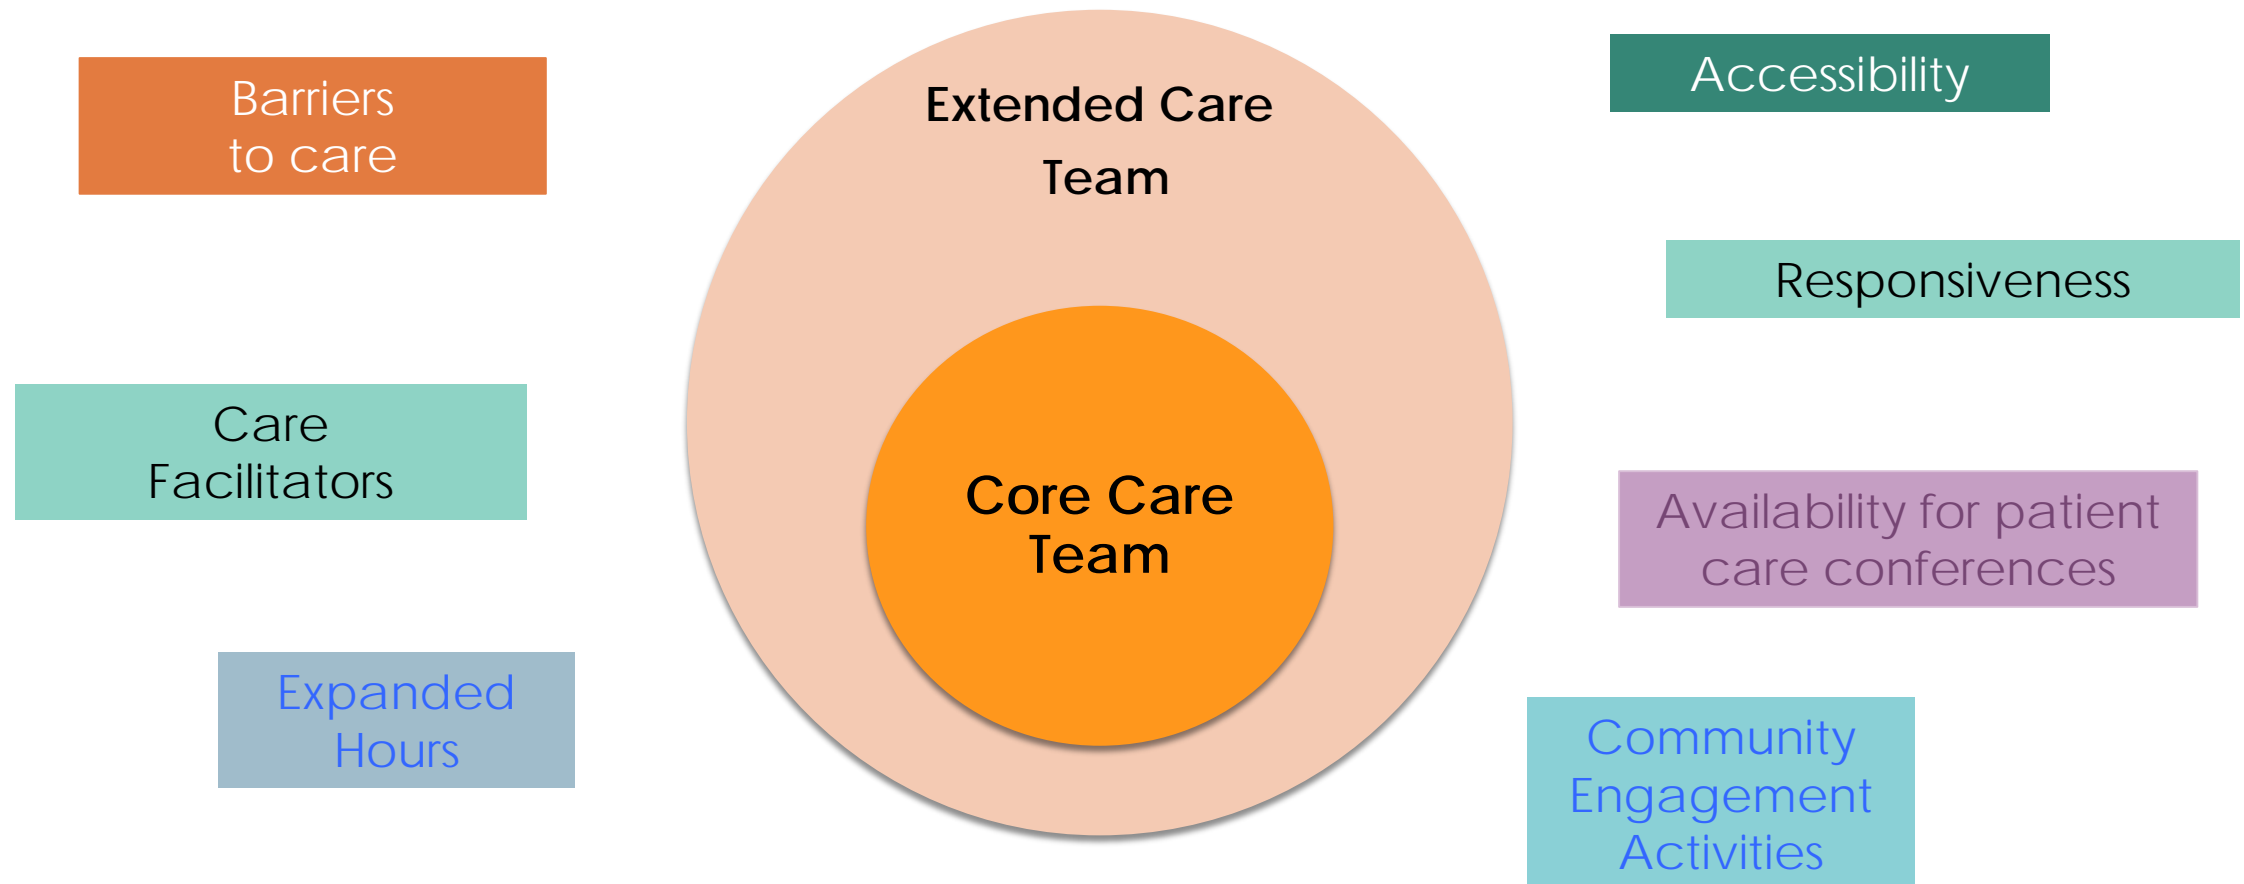 Barriers
to care
Care
Facilitators
Expanded
Hours
Extended Care
Team
Core Care
Team
Accessibility
Responsiveness
Availability for patient
care conferences
Community
Engagement
Activities